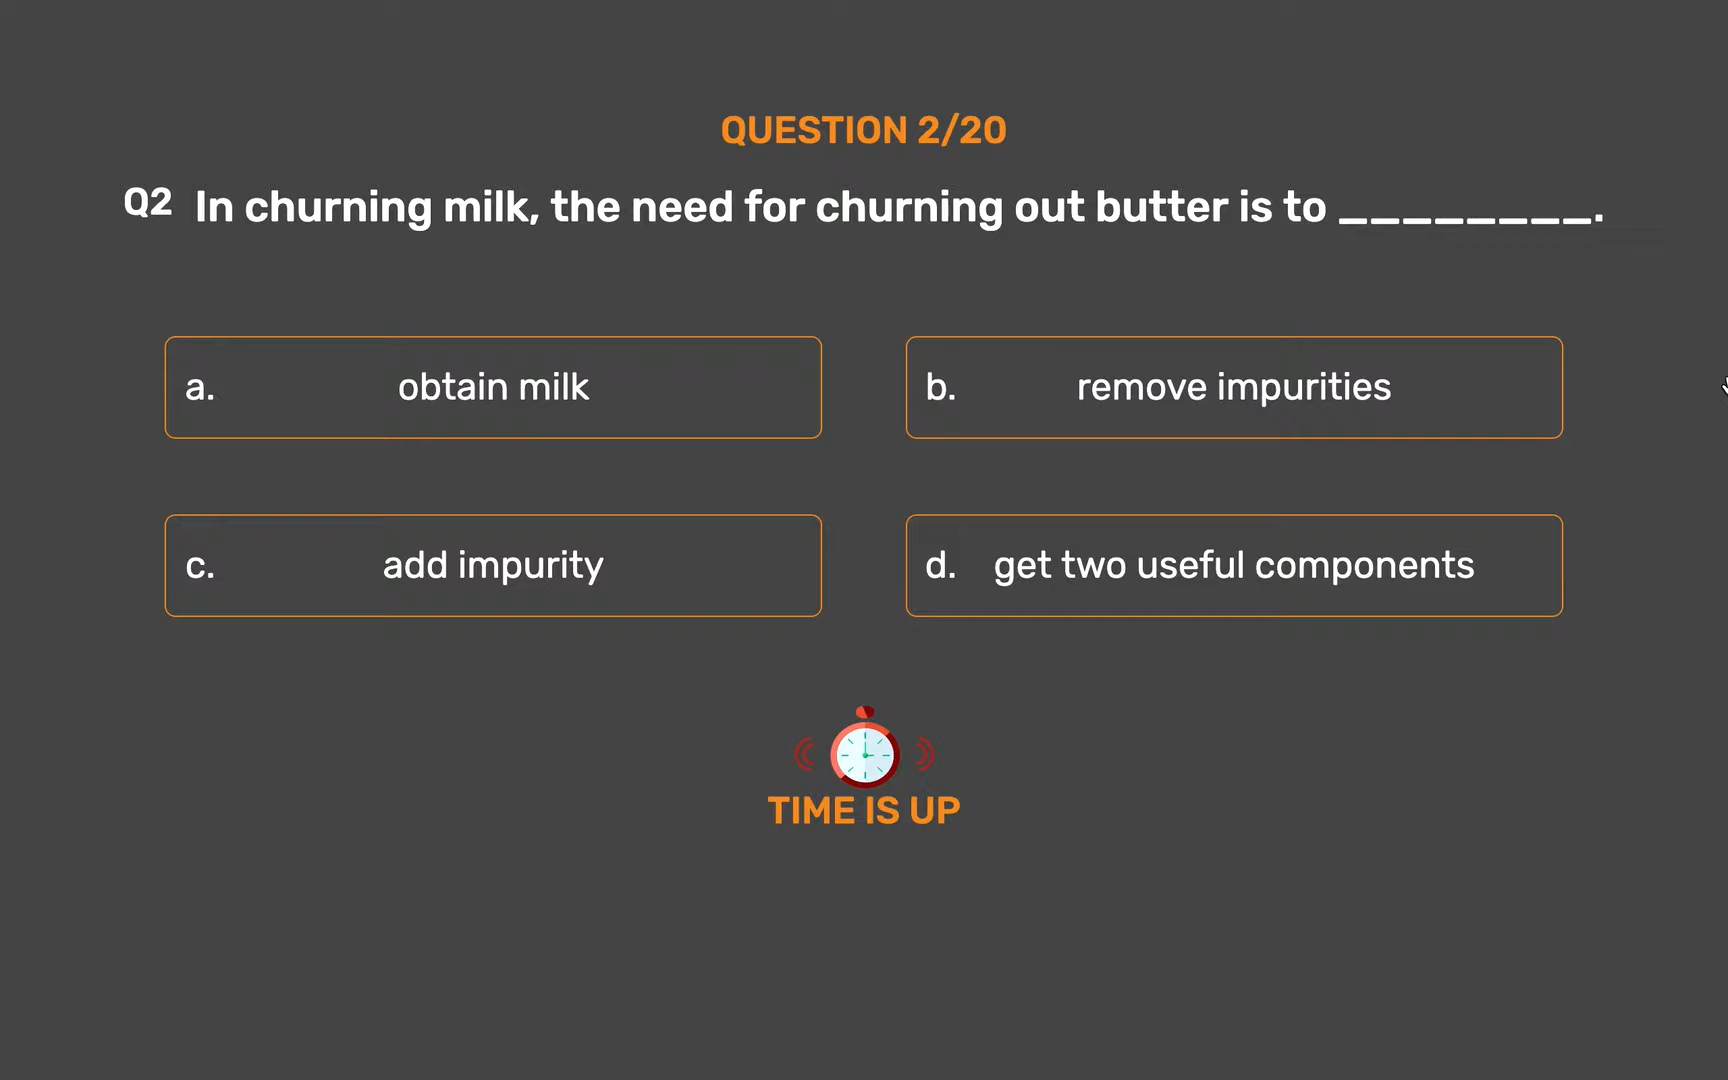 QUESTION 2/20
Q2 In churning milk, the need for churning out butter is to ________.
a. obtain milk
b. remove impurities
c. add impurity
d. get two useful components
TIME IS UP